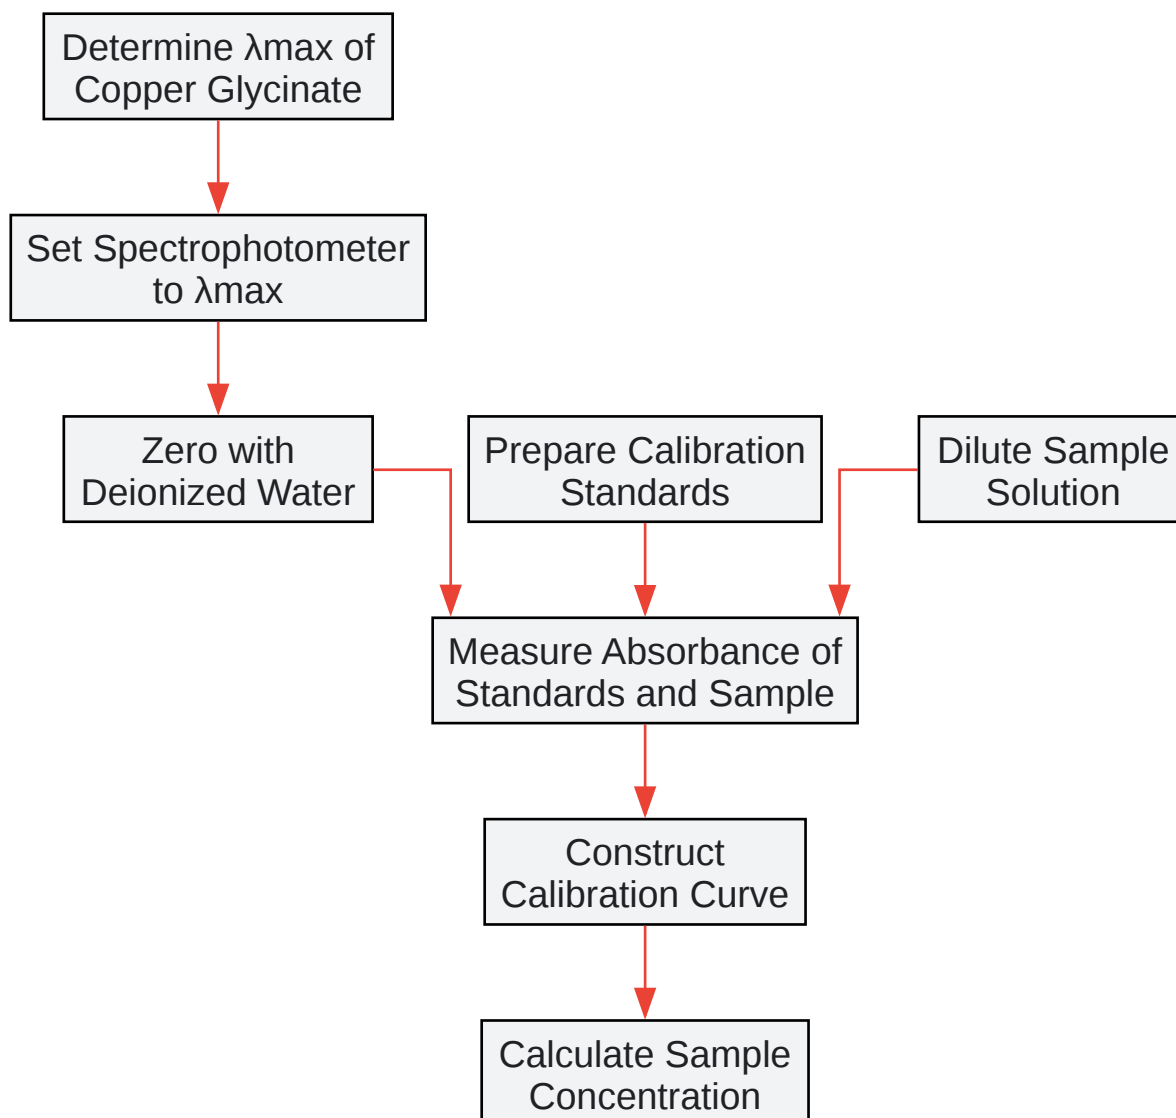 Determine λmax of
Copper Glycinate
Set Spectrophotometer
to λmax
Zero with
Deionized Water
Prepare Calibration
Standards
Dilute Sample
Solution
Measure Absorbance of
Standards and Sample
Construct
Calibration Curve
Calculate Sample
Concentration